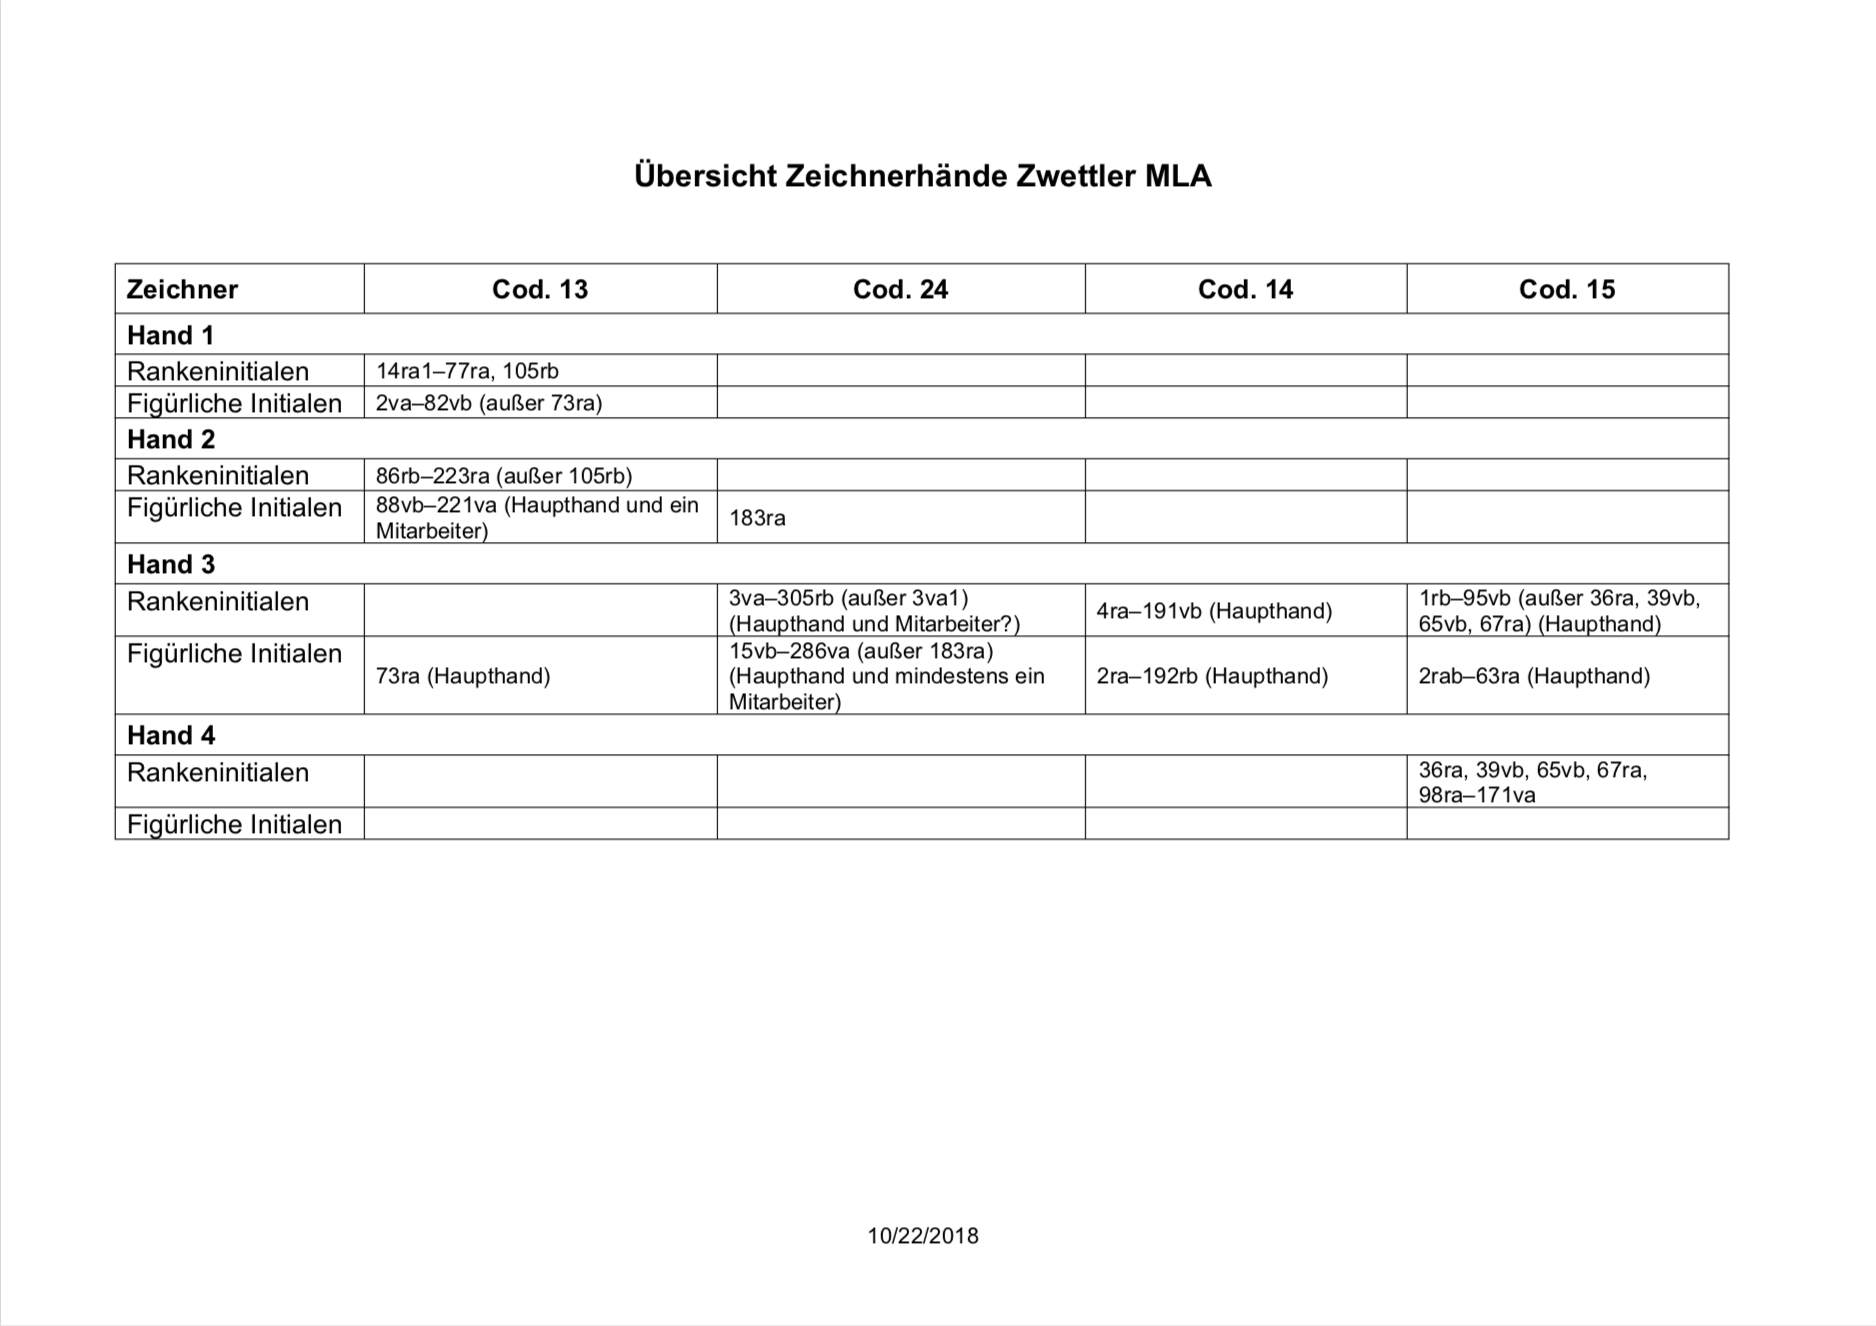 Übersicht Zeichnerhände Zwettler MLA
Zeichner Cod. 13 Cod. 24 Cod. 14 Cod. 15
Hand 1
Rankeninitialen 14ra1–77ra, 105rb
Figürliche Initialen 2va–82vb (außer 73ra)
Hand 2
Rankeninitialen 86rb–223ra (außer 105rb)
Figürliche Initialen 88vb–221va (Haupthand und ein
Mitarbeiter) 183ra
Hand 3
Rankeninitialen 3va–305rb (außer 3va1)
(Haupthand und Mitarbeiter?) 4ra–191vb (Haupthand) 1rb–95vb (außer 36ra, 39vb,
65vb, 67ra) (Haupthand)
Figürliche Initialen 73ra (Haupthand) 15vb–286va (außer 183ra)
(Haupthand und mindestens ein
Mitarbeiter) 2ra–192rb (Haupthand) 2rab–63ra (Haupthand)
Hand 4
Rankeninitialen 36ra, 39vb, 65vb, 67ra,
98ra–171va
Figürliche Initialen
10/22/2018